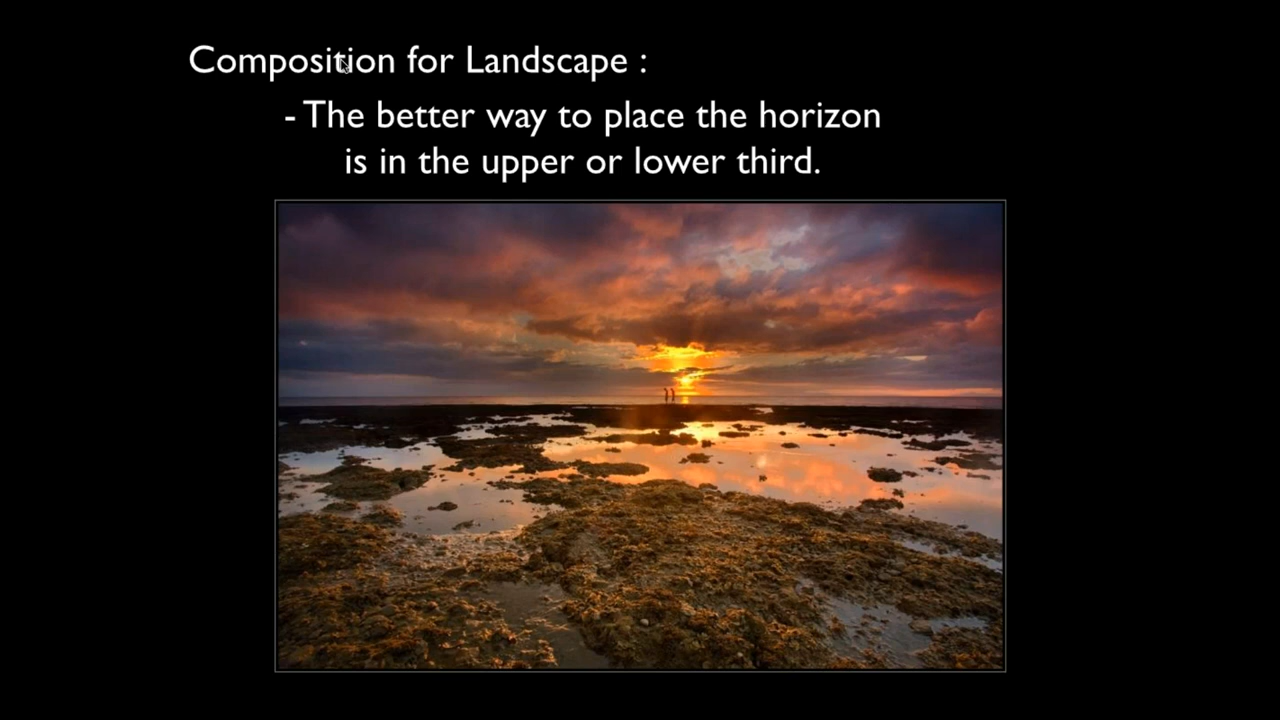 Composition for Landscape :
- The better way to place the horizon
is in the upper or lower third.